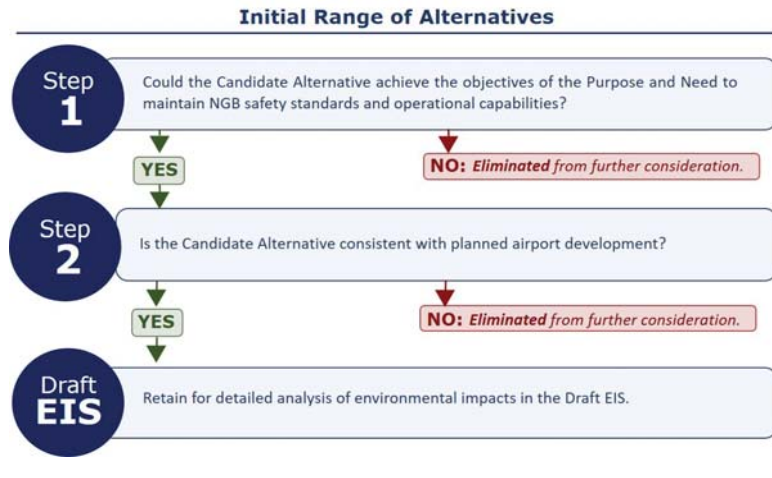 Initial Range of Alternatives
Step
1
Could the Candidate Alternative achieve the objectives of the Purpose and Need to
maintain NGB safety standards and operational capabilities?
YES
NO: Eliminated from further consideration.
Step
2
Is the Candidate Alternative consistent with planned airport development?
YES
NO: Eliminated from further consideration.
Draft
EIS
Retain for detailed analysis of environmental impacts in the Draft EIS.